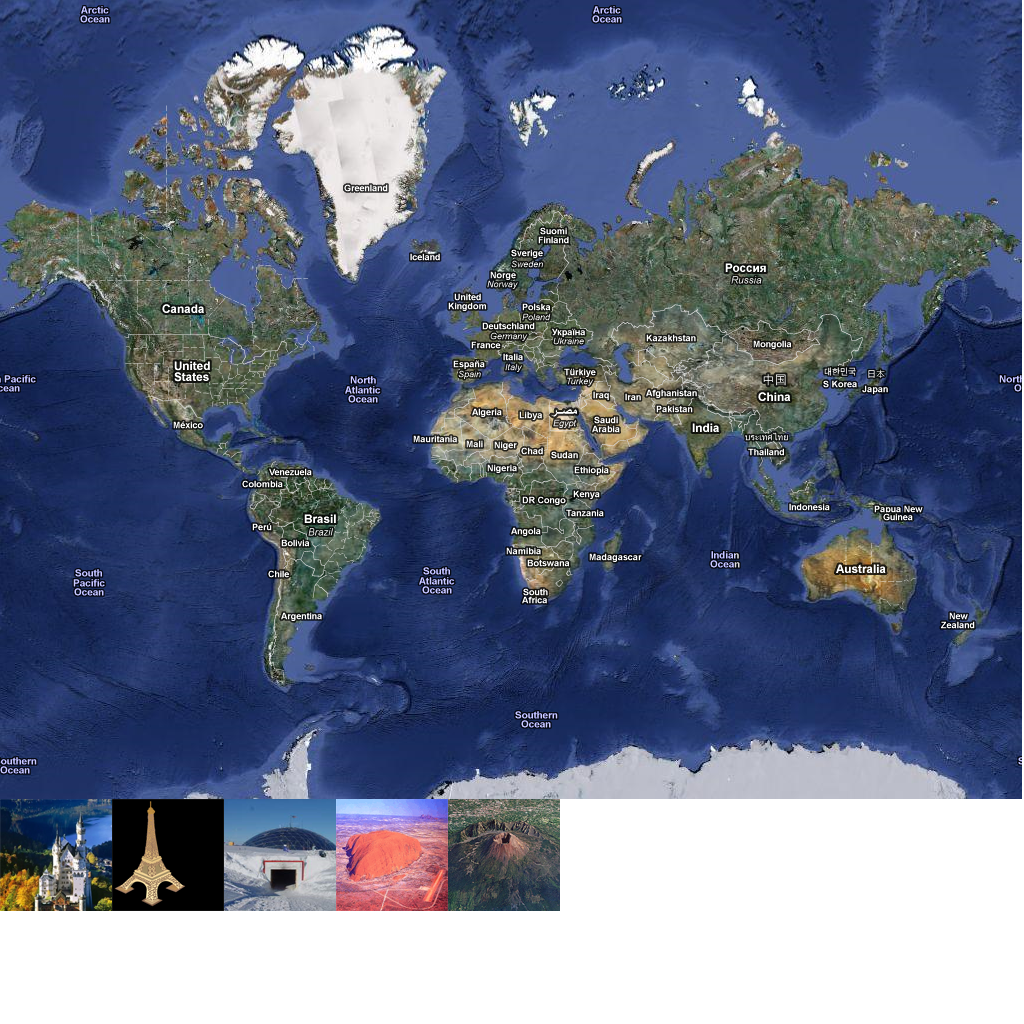 Arctic
Ocean
Arctic
Ocean
Greenland
Iceland
Suomi
Finland
Sverige
Sweden
Norge
Norway
Россия
Russia
United
Kingdom
Polska
Poland
Canada
Deutschland
Germany
Україна
Ukraine
France
Kazakhstan
Mongolia
Italia
Italy
United
States
España
Spain
Türkiye
Turkey
中国
China
대한민국
S Korea
日本
Japan
Pacific
North
Atlantic
Ocean
North
Iraq
Iran
Afghanistan
Pakistan
México
Algeria
Libya
مصر
Egypt
Saudi
Arabia
India
Mauritania
Mali
Niger
Chad
Sudan
ประเทศไทย
Thailand
Venezuela
Colombia
Nigeria
Ethiopia
DR Congo
Kenya
Tanzania
Indonesia
Papua New
Guinea
Brasil
Brazil
Perú
Bolivia
Angola
Namibia
Botswana
Madagascar
Indian
Ocean
Australia
South
Pacific
Ocean
Chile
South
Atlantic
Ocean
South
Africa
Argentina
New
Zealand
Southern
Ocean
outhern
Ocean